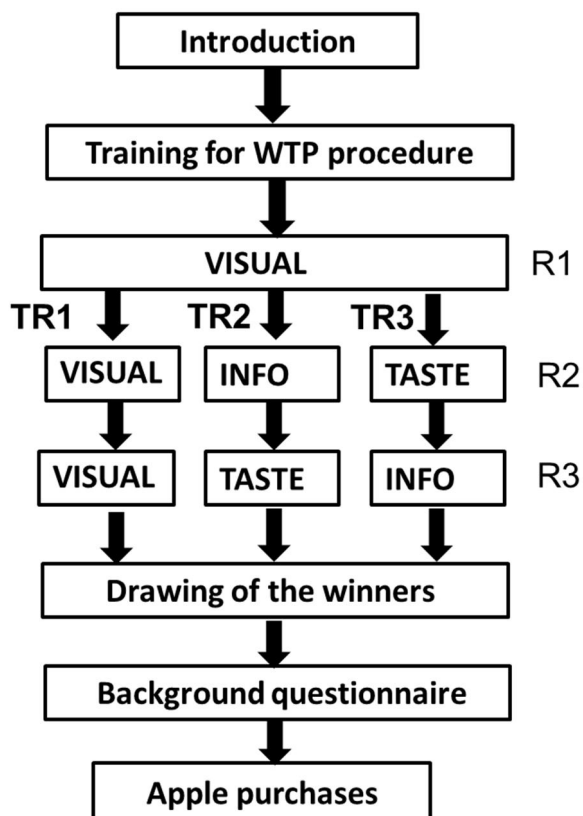 Introduction
Training for WTP procedure
VISUAL R1
TR1 TR2 TR3
VISUAL INFO TASTE R2
VISUAL TASTE INFO R3
Drawing of the winners
Background questionnaire
Apple purchases